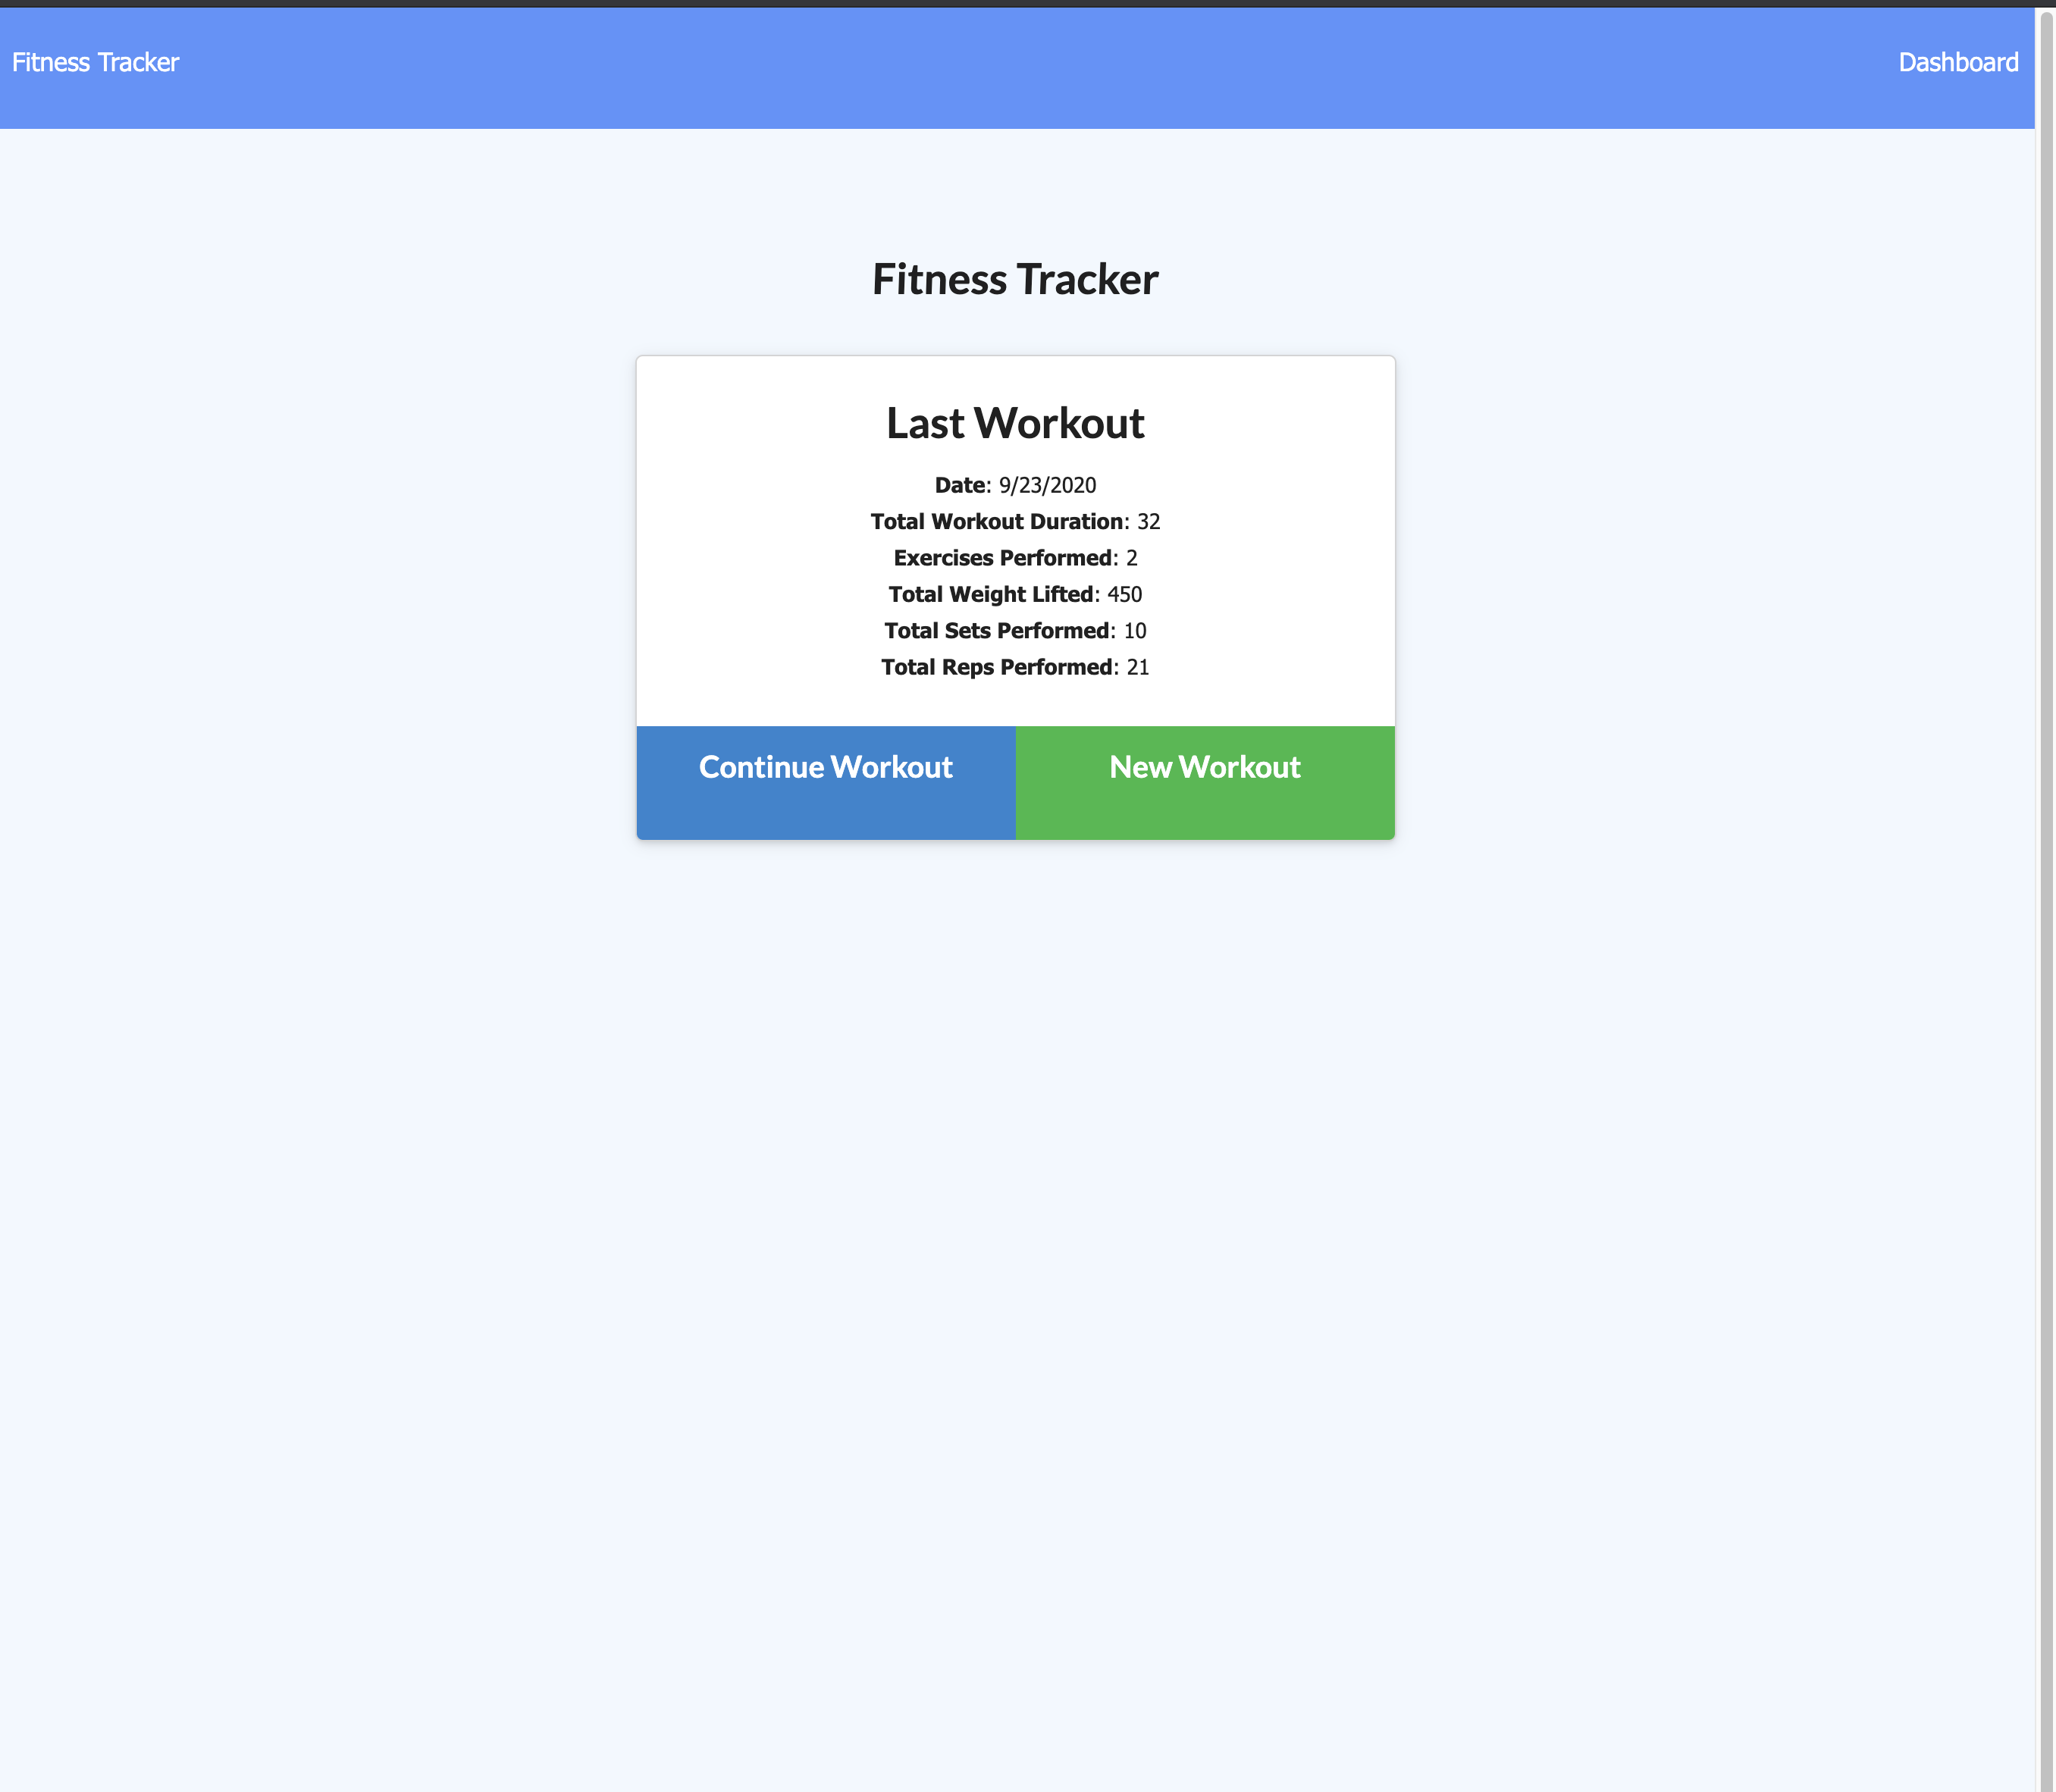 Fitness Tracker
Dashboard
Fitness Tracker
Last Workout
Date: 9/23/2020
Total Workout Duration: 32
Exercises Performed: 2
Total Weight Lifted: 450
Total Sets Performed: 10
Total Reps Performed: 21
Continue Workout
New Workout